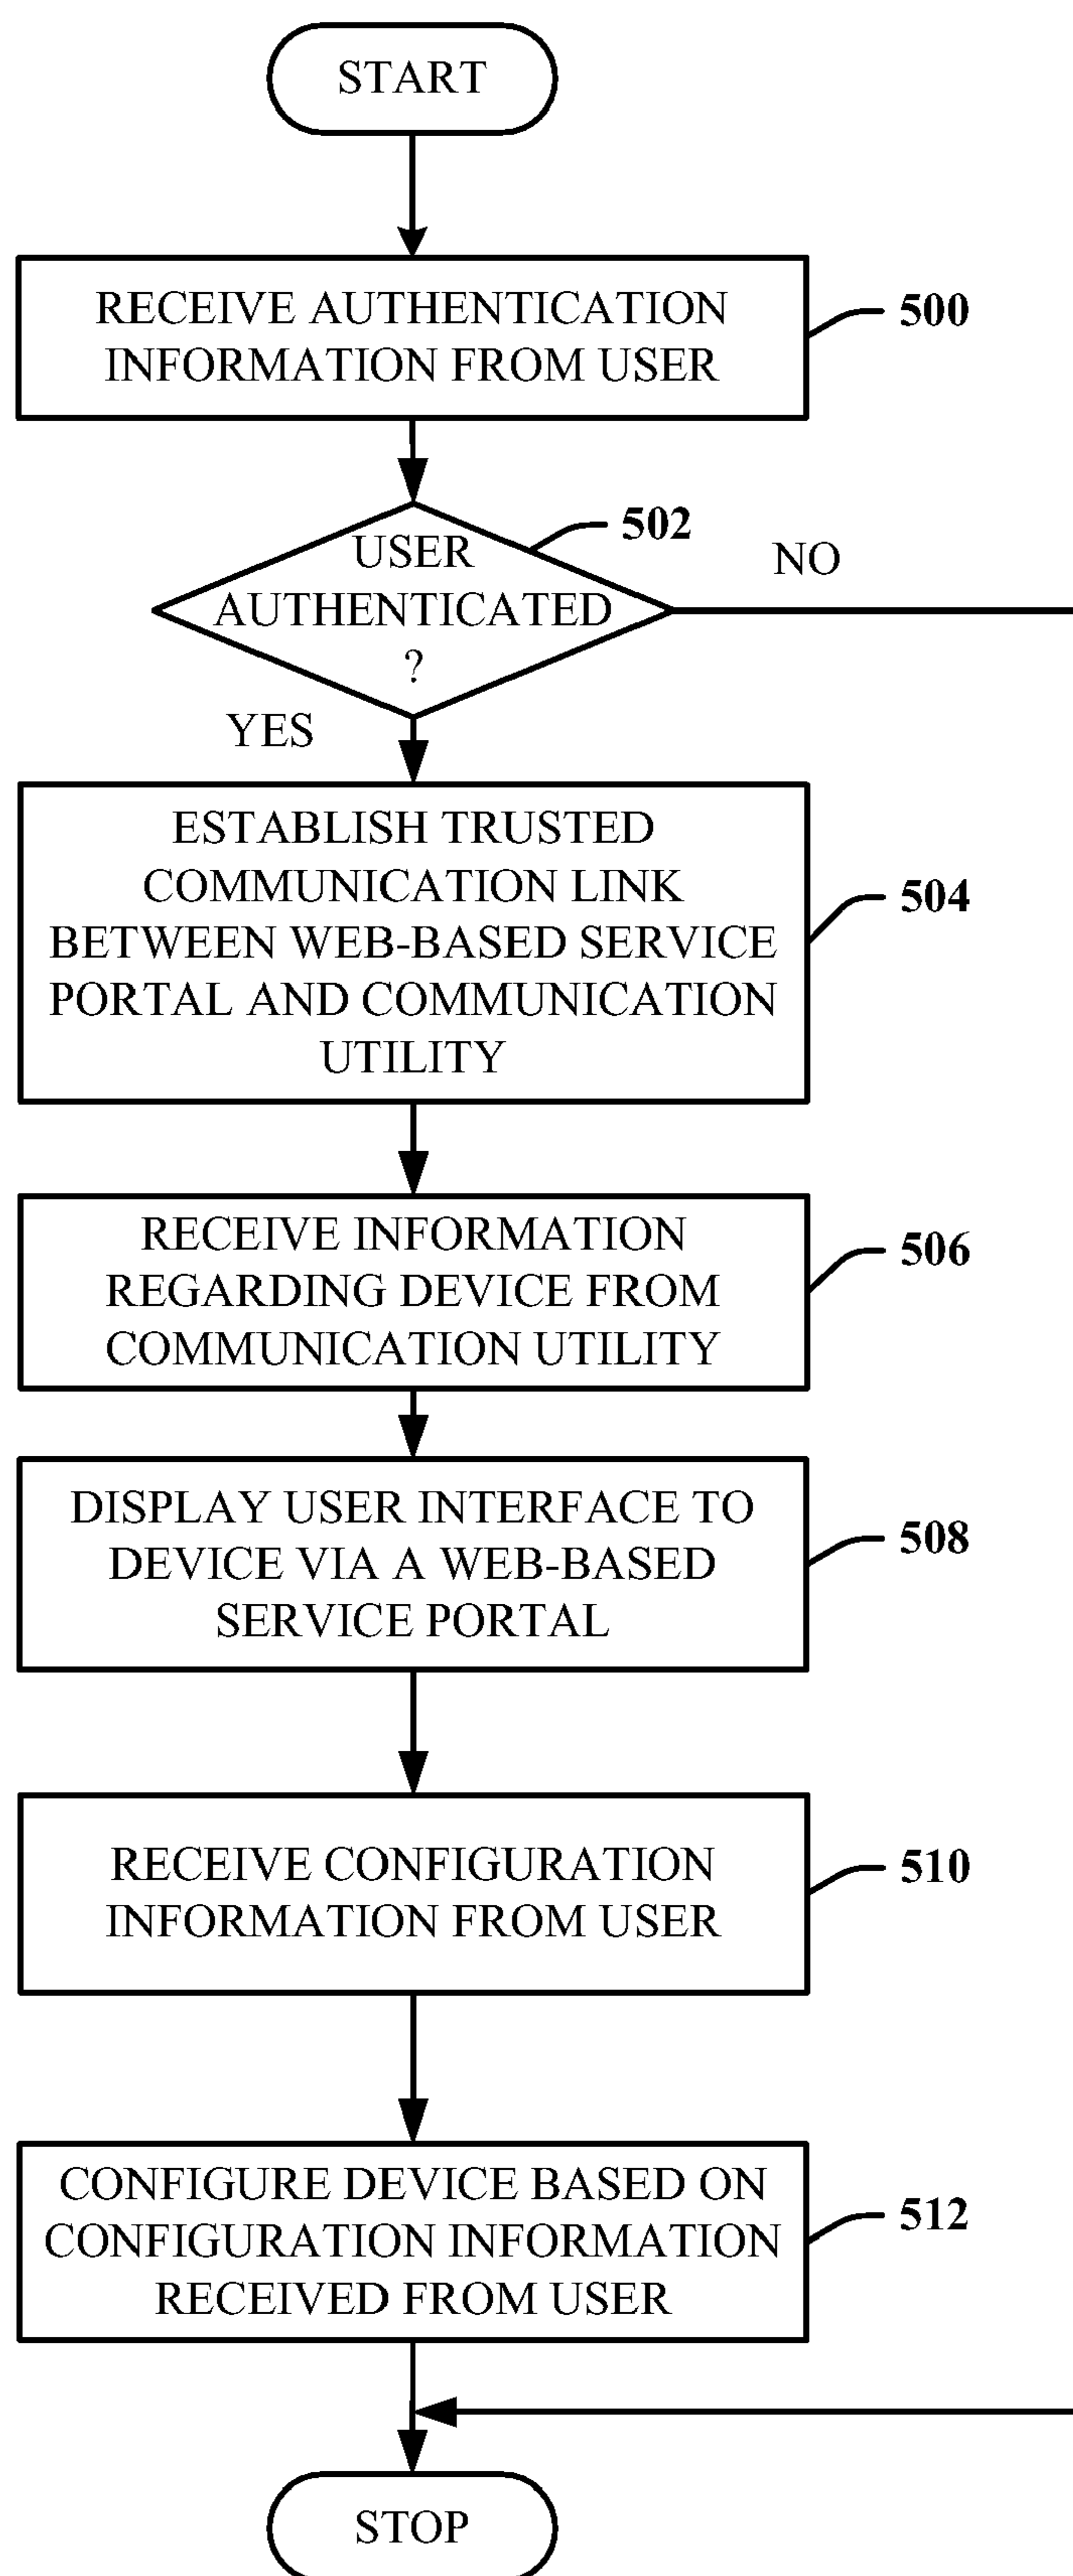 START
RECEIVE AUTHENTICATION
INFORMATION FROM USER
500
502
USER
AUTHENTICATED
?
NO
YES
ESTABLISH TRUSTED
COMMUNICATION LINK
BETWEEN WEB-BASED SERVICE
PORTAL AND COMMUNICATION
UTILITY
504
RECEIVE INFORMATION
REGARDING DEVICE FROM
COMMUNICATION UTILITY
506
DISPLAY USER INTERFACE TO
DEVICE VIA A WEB-BASED
SERVICE PORTAL
508
RECEIVE CONFIGURATION
INFORMATION FROM USER
510
CONFIGURE DEVICE BASED ON
CONFIGURATION INFORMATION
RECEIVED FROM USER
512
STOP